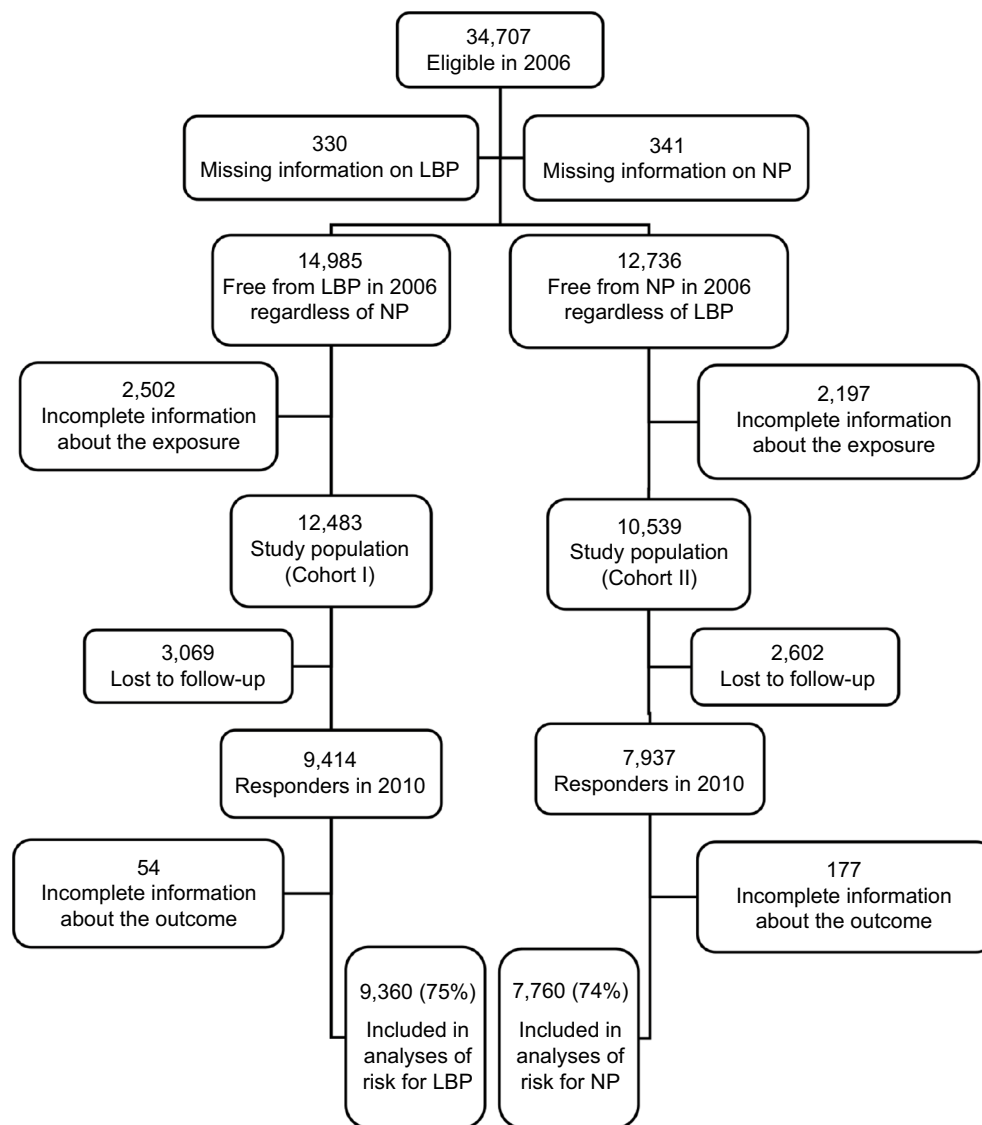 34,707
Eligible in 2006
330
Missing information on LBP
341
Missing information on NP
14,985
Free from LBP in 2006
regardless of NP
12,736
Free from NP in 2006
regardless of LBP
2,502
Incomplete information
about the exposure
2,197
Incomplete information
about the exposure
12,483
Study population
(Cohort I)
10,539
Study population
(Cohort II)
3,069
Lost to follow-up
2,602
Lost to follow-up
9,414
Responders in 2010
7,937
Responders in 2010
54
Incomplete information
about the outcome
177
Incomplete information
about the outcome
9,360 (75%)
Included in
analyses of
risk for LBP
7,760 (74%)
Included in
analyses of
risk for NP